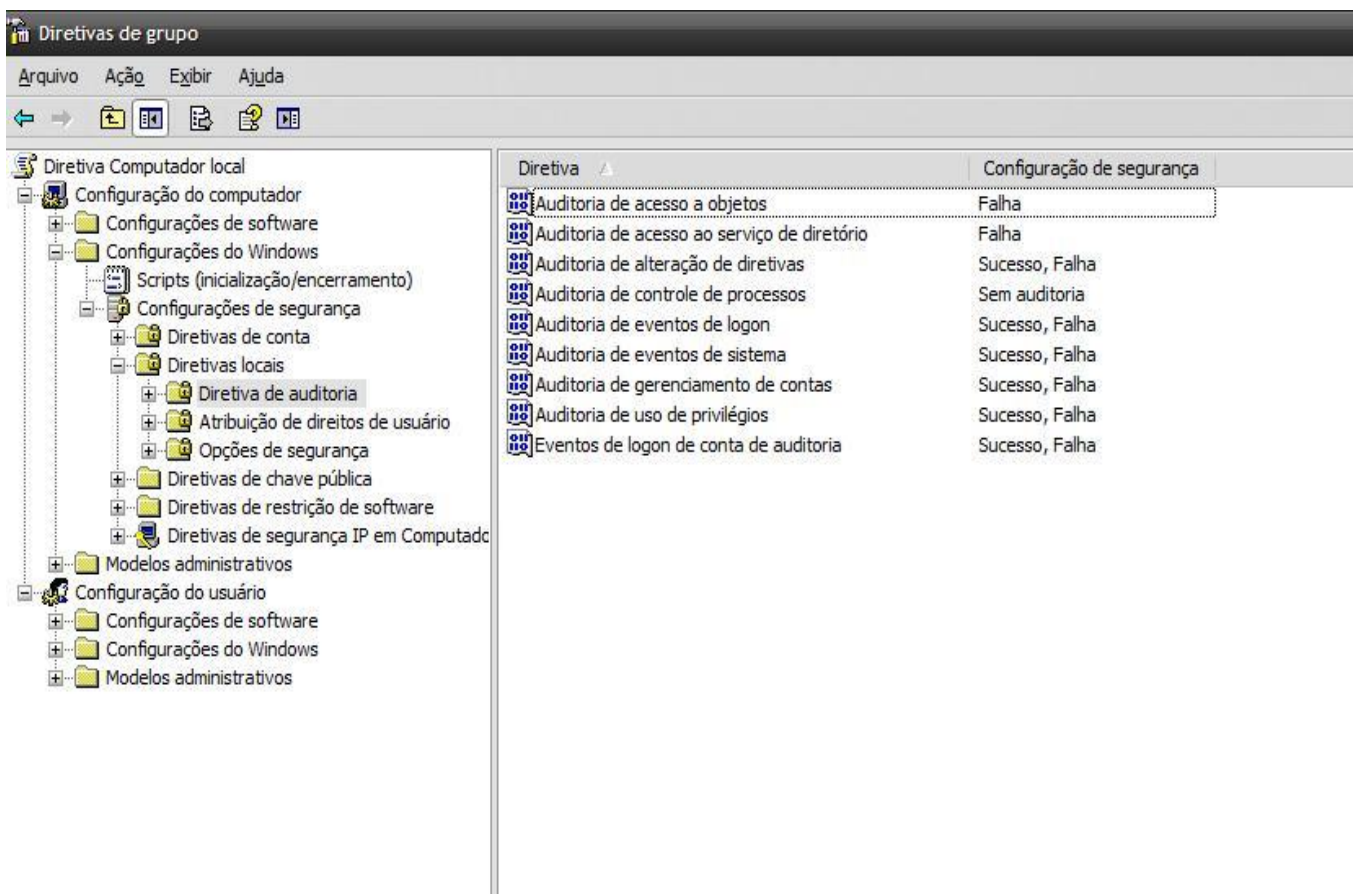 Diretivas de grupo
Arquivo Ação Exibir Ajuda
Diretiva Computador local
Configuração do computador
Configurações de software
Configurações do Windows
Scripts (inicialização/encerramento)
Configurações de segurança
Diretivas de conta
Diretivas locais
Diretiva de auditoria
Atribuição de direitos de usuário
Opções de segurança
Diretivas de chave pública
Diretivas de restrição de software
Diretivas de segurança IP em Computado
Modelos administrativos
Configuração do usuário
Configurações de software
Configurações do Windows
Modelos administrativos
Diretiva Configuração de segurança
Auditoria de acesso a objetos Falha
Auditoria de acesso ao serviço de diretório Falha
Auditoria de alteração de diretivas Sucesso, Falha
Auditoria de controle de processos Sem auditoria
Auditoria de eventos de logon Sucesso, Falha
Auditoria de eventos de sistema Sucesso, Falha
Auditoria de gerenciamento de contas Sucesso, Falha
Auditoria de uso de privilégios Sucesso, Falha
Eventos de logon de conta de auditoria Sucesso, Falha